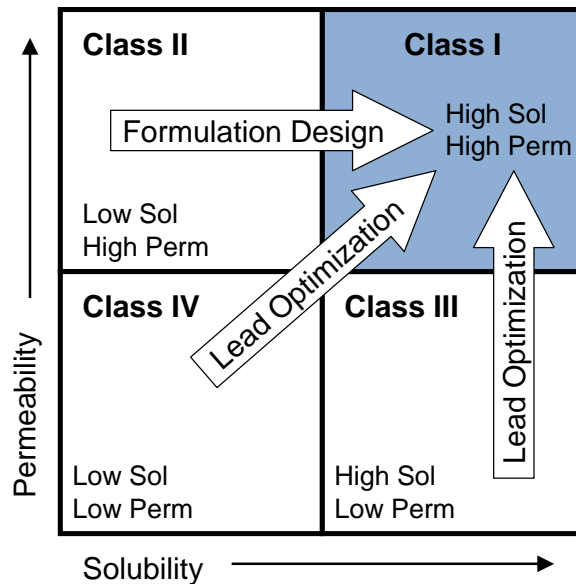 Class II
Class I
Formulation Design
High Sol
High Perm
Low Sol
High Perm
Lead Optimization
Lead Optimization
Class IV
Class III
Low Sol
Low Perm
High Sol
Low Perm
Permeability
Solubility